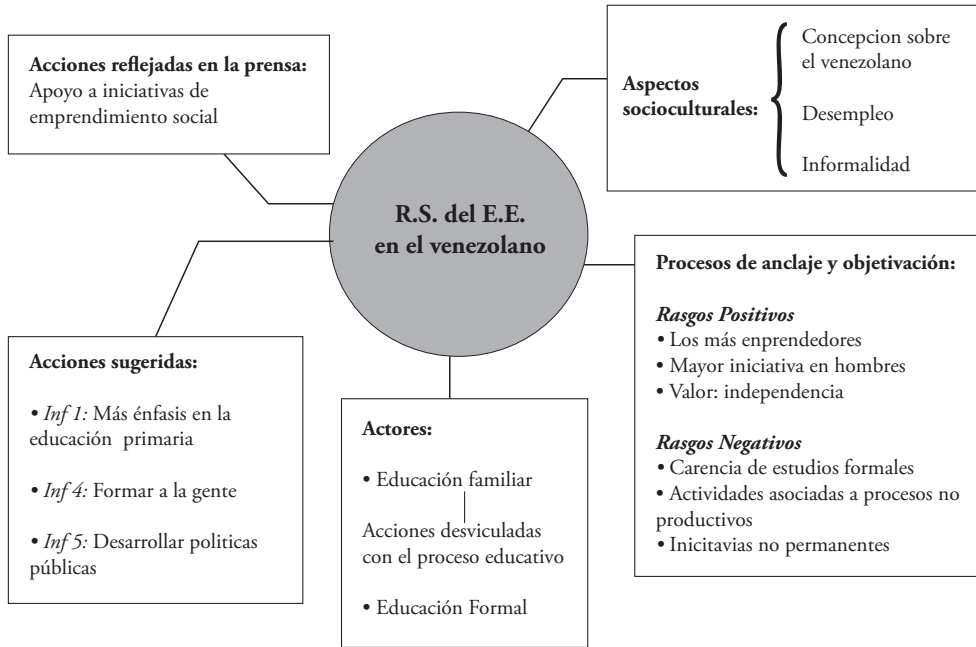 Acciones reflejadas en la prensa:
Apoyo a iniciativas de
emprendimiento social
Aspectos
socioculturales:
Concepcion sobre
el venezolano
Desempleo
Informalidad
R.S. del E.E.
en el venezolano
Procesos de anclaje y objetivación:
Rasgos Positivos
• Los más enprendedores
• Mayor iniciativa en hombres
• Valor: independencia
Rasgos Negativos
• Carencia de estudios formales
• Actividades asociadas a procesos no
productivos
• Inicitavias no permanentes
Acciones sugeridas:
• Inf 1: Más énfasis en la
educación primaria
• Inf 4: Formar a la gente
• Inf 5: Desarrollar politicas
públicas
Actores:
• Educación familiar
Acciones desviculadas
con el proceso educativo
• Educación Formal